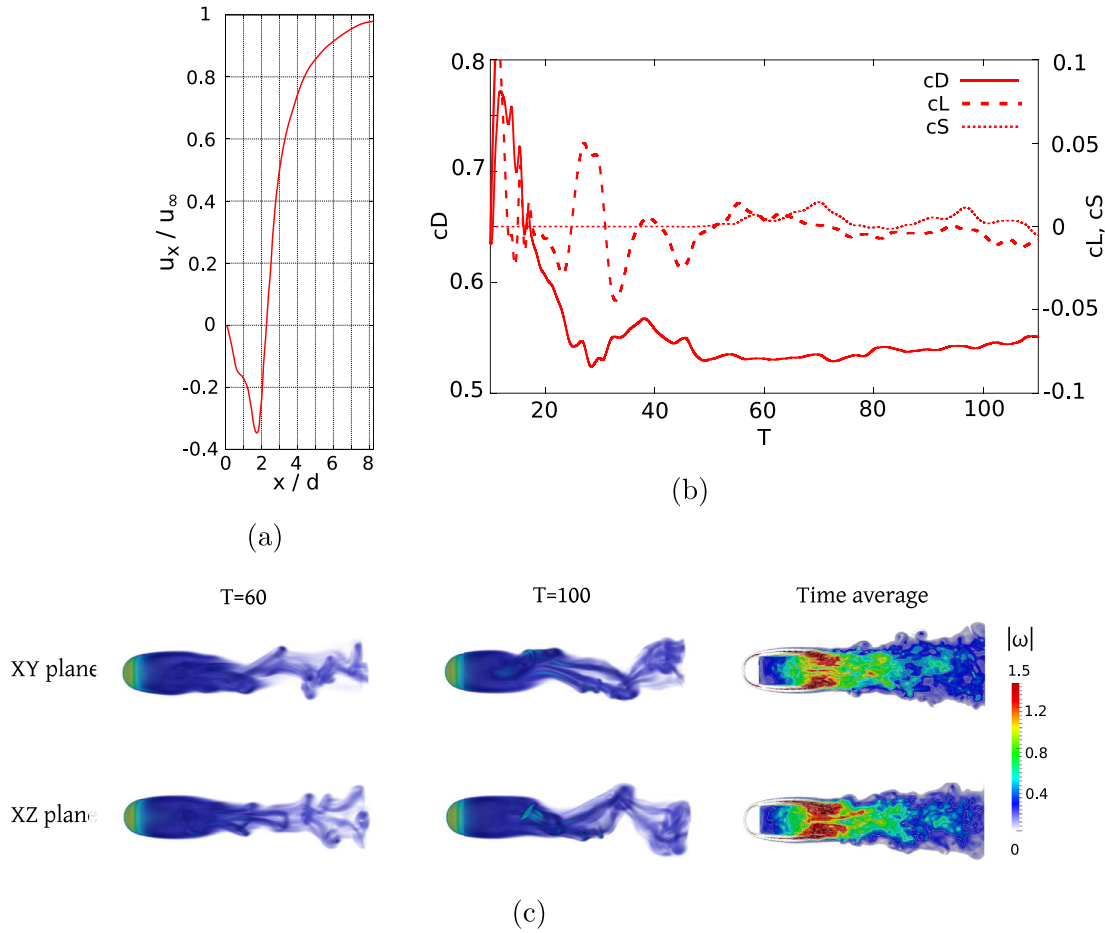 1
0.8
0.6
0.4
0.2
0
-0.2
-0.4
u_x / u_∞
0 2 4 6 8
x / d
(a)
0.8
0.7
0.6
0.5
cD
cD
cL
cS
0.1
0.05
0
-0.05
-0.1
cL, cS
20 40 60 80 100
T
(b)
T=60 T=100 Time average
XY plane
XZ plane
|ω|
1.5
1.2
0.8
0.4
0
(c)